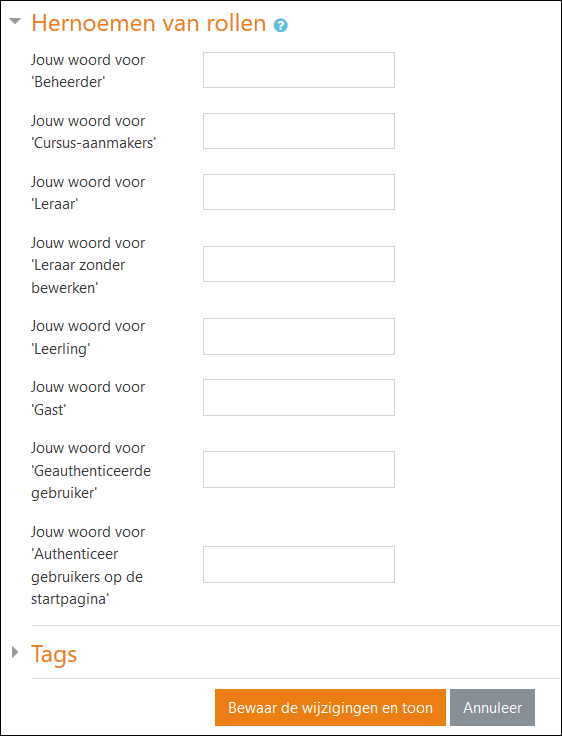 Hernoemen van rollen
Jouw woord voor
'Beheerder'
Jouw woord voor
'Cursus-aanmakers'
Jouw woord voor
'Leraar'
Jouw woord voor
'Leraar zonder
bewerken'
Jouw woord voor
'Leerling'
Jouw woord voor
'Gast'
Jouw woord voor
'Geauthenticeerde
gebruiker'
Jouw woord voor
'Authenticeer
gebruikers op de
startpagina'
Tags
Bewaar de wijzigingen en toon
Annuleer